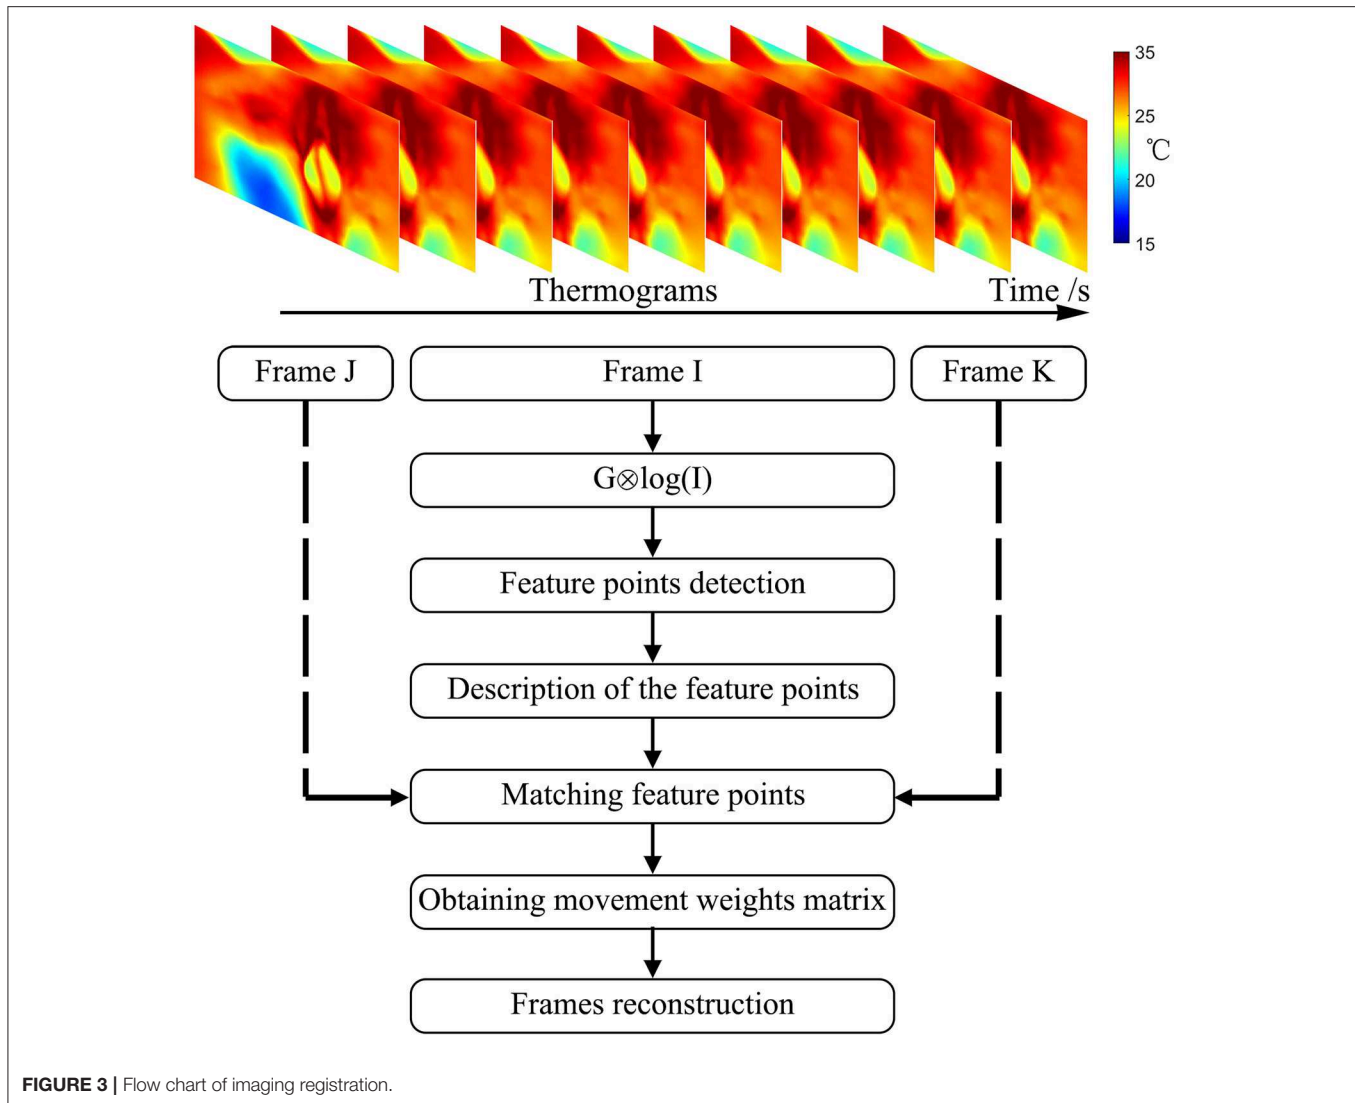 35
30
25
℃
20
15
Thermograms
Time /s
Frame J
Frame I
Frame K
G⊗log(I)
Feature points detection
Description of the feature points
Matching feature points
Obtaining movement weights matrix
Frames reconstruction
FIGURE 3 | Flow chart of imaging registration.